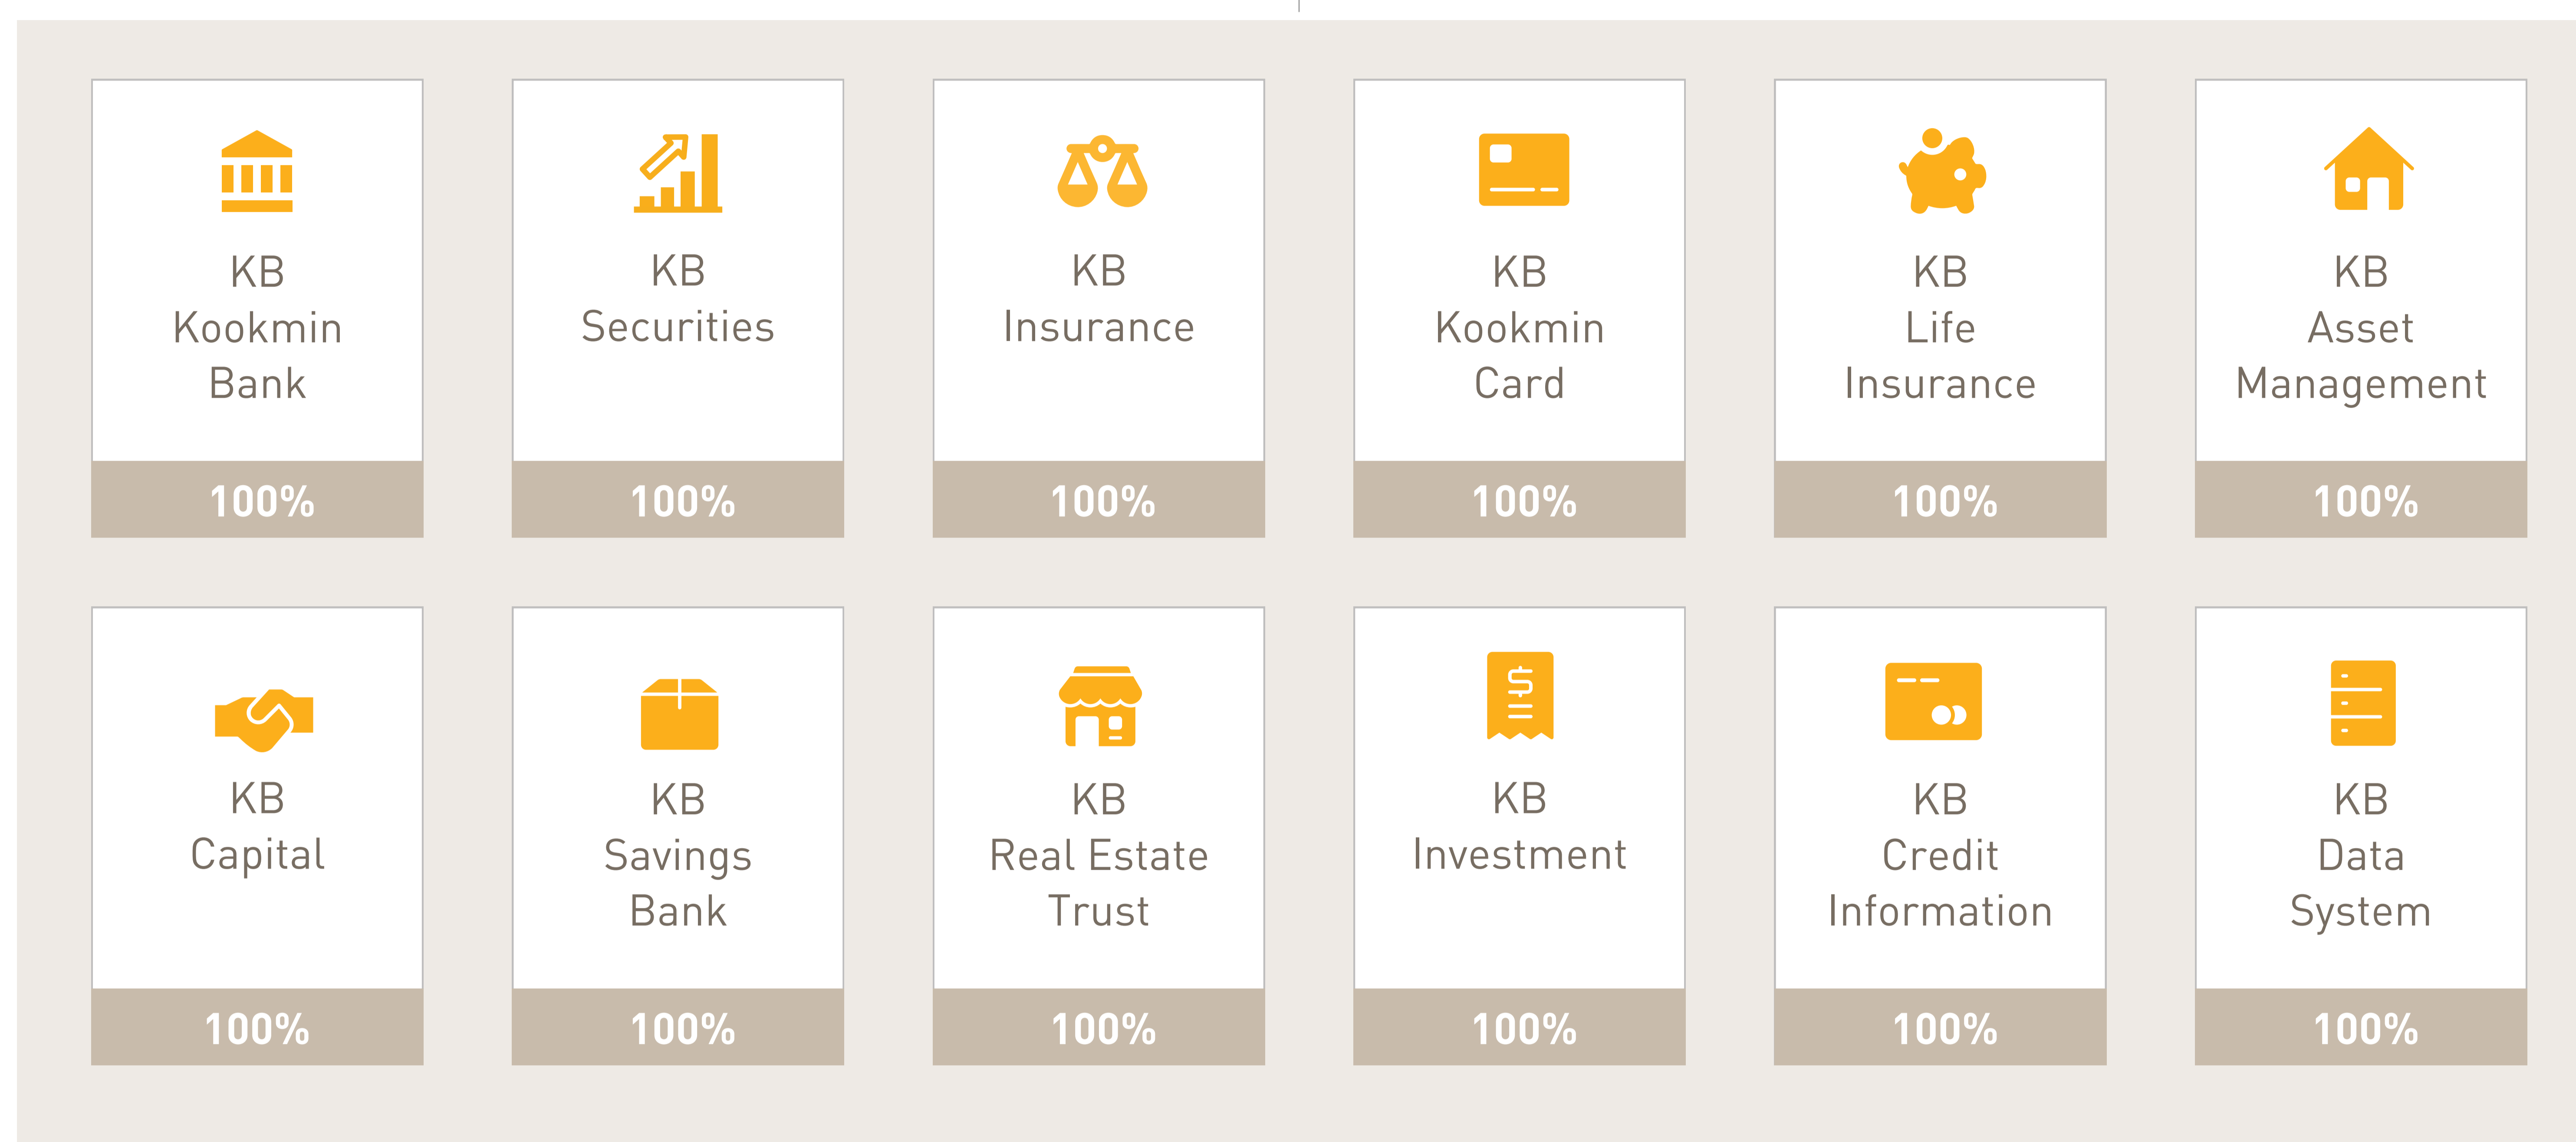 KB
Kookmin
Bank
100%
KB
Securities
100%
KB
Insurance
100%
KB
Kookmin
Card
100%
KB
Life
Insurance
100%
KB
Asset
Management
100%
KB
Capital
100%
KB
Savings
Bank
100%
KB
Real Estate
Trust
100%
$
KB
Investment
100%
KB
Credit
Information
100%
KB
Data
System
100%